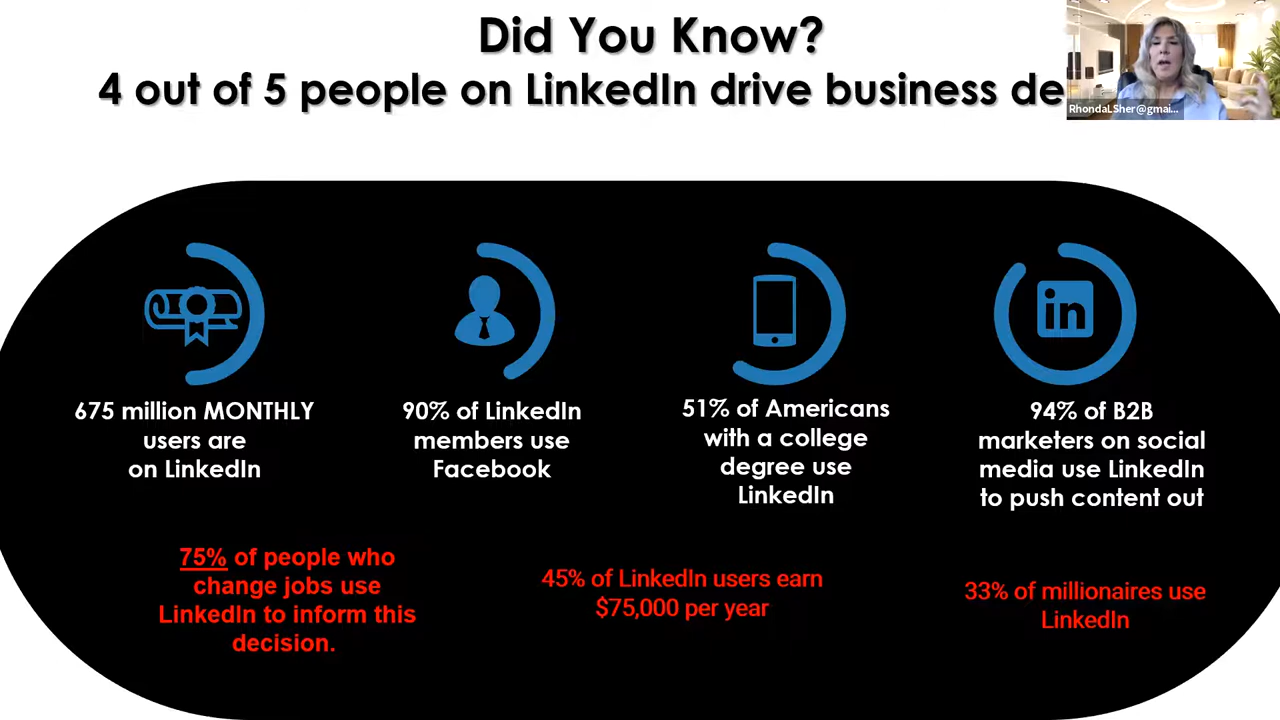 Did You Know?
4 out of 5 people on LinkedIn drive business de
RhondaLSher@gmai...
in
675 million MONTHLY
users are
on LinkedIn
90% of LinkedIn
members use
Facebook
51% of Americans
with a college
degree use
LinkedIn
94% of B2B
marketers on social
media use LinkedIn
to push content out
75% of people who
change jobs use
LinkedIn to inform this
decision.
45% of LinkedIn users earn
$75,000 per year
33% of millionaires use
LinkedIn